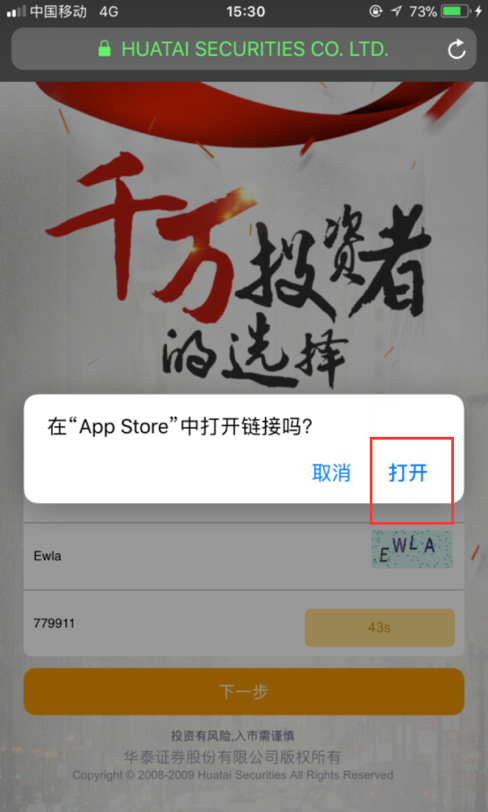 中国移动 4G 15:30 73%
HUATAI SECURITIES CO. LTD.
千万投资者
的选择
在“App Store”中打开链接吗?
取消 打开
Ewla EWLA
779911 43s
下一步
投资有风险,入市需谨慎
华泰证券股份有限公司版权所有
Copyright © 2008-2009 Huatai Securities All Rights Reserved